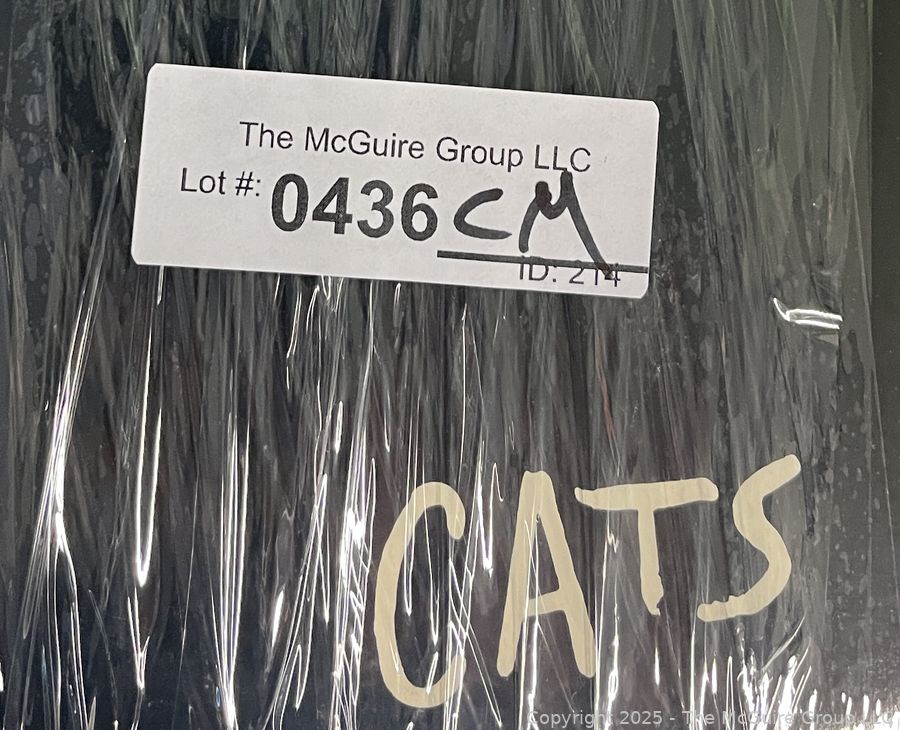 The McGuire Group LLC
Lot #: 0436 CM
ID: 214
CATS
Copyright 2025 - The McGuire Group LLC